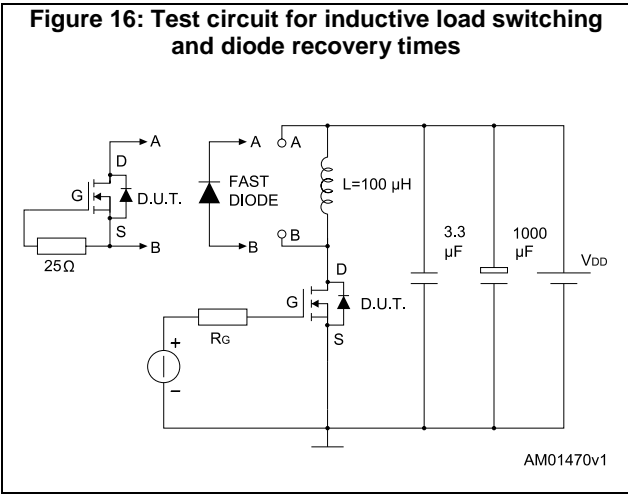 Figure 16: Test circuit for inductive load switching
and diode recovery times
A
D
G
D.U.T.
S
B
25Ω
A
FAST
DIODE
B
A
L=100 µH
B
D
G
D.U.T.
S
RG
+
-
3.3
µF
1000
µF
VDD
AM01470v1